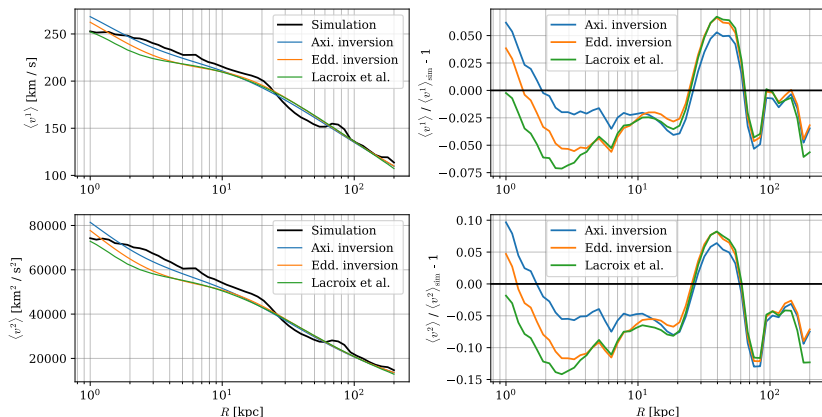 250
200
150
100
⟨v¹⟩ [km / s]
10⁰
10¹
10²
Simulation
Axi. inversion
Edd. inversion
Lacroix et al.
0.050
0.025
0.000
−0.025
−0.050
−0.075
⟨v¹⟩ / ⟨v¹⟩sim - 1
10⁰
10¹
10²
Simulation
Axi. inversion
Edd. inversion
Lacroix et al.
80000
60000
40000
20000
⟨v²⟩ [km² / s²]
10⁰
10¹
10²
R [kpc]
Simulation
Axi. inversion
Edd. inversion
Lacroix et al.
0.10
0.05
0.00
−0.05
−0.10
−0.15
⟨v²⟩ / ⟨v²⟩sim - 1
10⁰
10¹
10²
R [kpc]
Simulation
Axi. inversion
Edd. inversion
Lacroix et al.